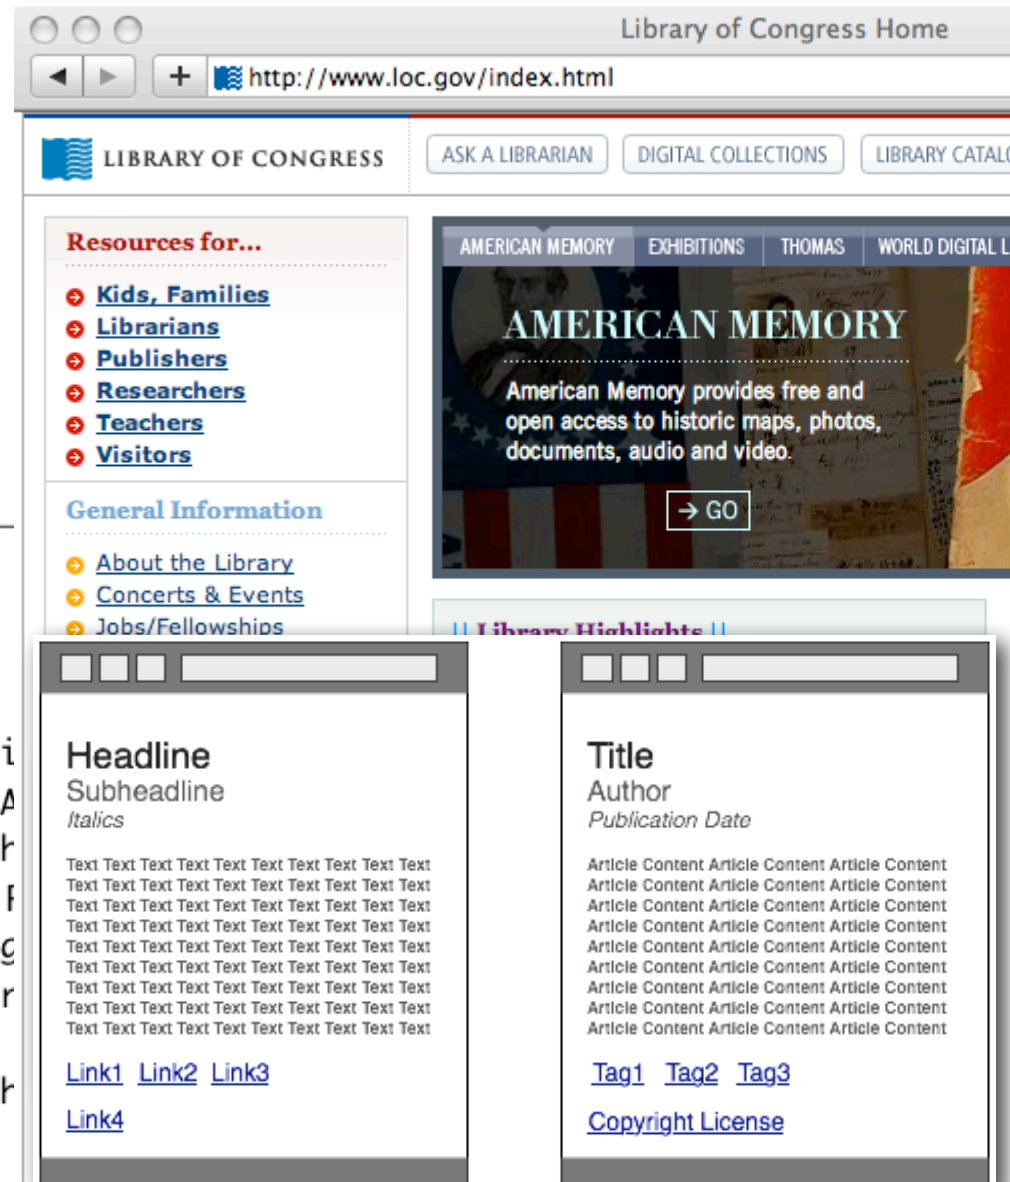 Library of Congress Home
http://www.loc.gov/index.html
LIBRARY OF CONGRESS
ASK A LIBRARIAN
DIGITAL COLLECTIONS
LIBRARY CATALO
Resources for...
Kids, Families
Librarians
Publishers
Researchers
Teachers
Visitors
General Information
About the Library
Concerts & Events
Jobs/Fellowships
AMERICAN MEMORY EXHIBITIONS THOMAS WORLD DIGITAL L
AMERICAN MEMORY
American Memory provides free and
open access to historic maps, photos,
documents, audio and video.
→ GO
Library Highlights
Headline
Subheadline
Italics
Text Text Text Text Text Text Text Text Text Text
Text Text Text Text Text Text Text Text Text Text
Text Text Text Text Text Text Text Text Text Text
Text Text Text Text Text Text Text Text Text Text
Text Text Text Text Text Text Text Text Text Text
Text Text Text Text Text Text Text Text Text Text
Text Text Text Text Text Text Text Text Text Text
Text Text Text Text Text Text Text Text Text Text
Text Text Text Text Text Text Text Text Text Text
Link1 Link2 Link3
Link4
Title
Author
Publication Date
Article Content Article Content Article Content
Article Content Article Content Article Content
Article Content Article Content Article Content
Article Content Article Content Article Content
Article Content Article Content Article Content
Article Content Article Content Article Content
Article Content Article Content Article Content
Article Content Article Content Article Content
Article Content Article Content Article Content
Tag1 Tag2 Tag3
Copyright License